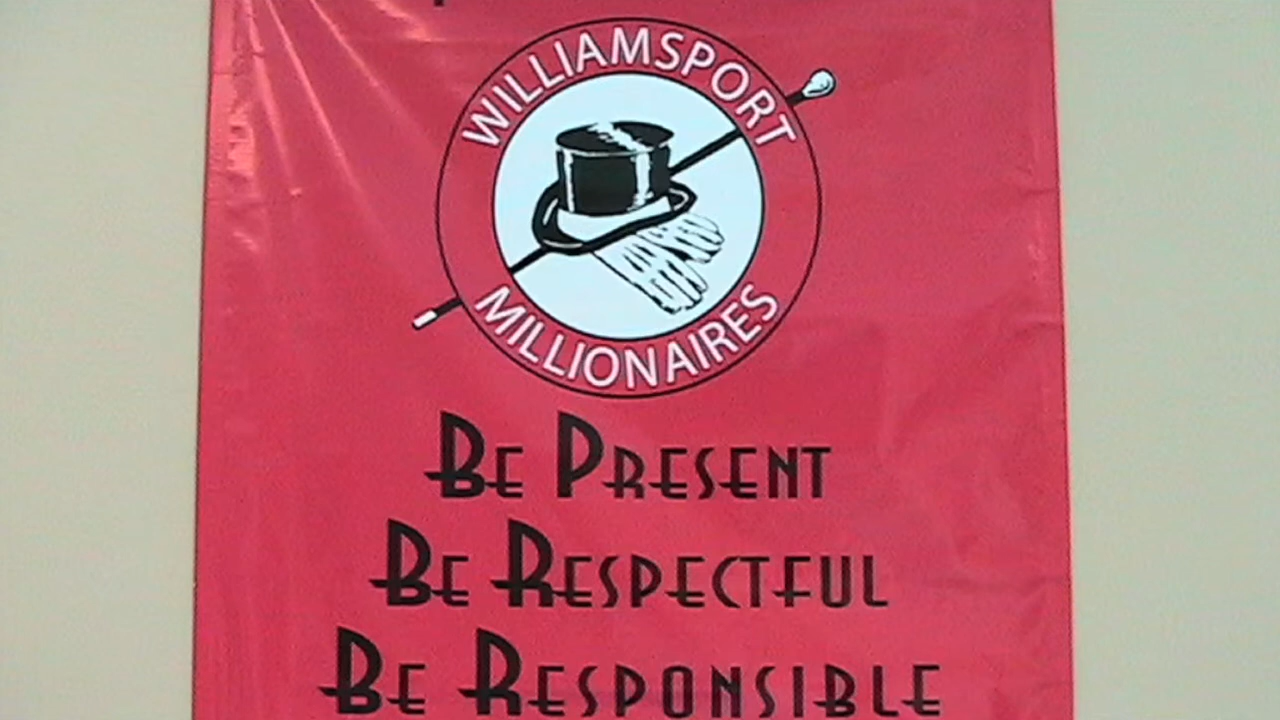 WILLIAMSPORT
MILLIONAIRES
BE PRESENT
BE RESPECTFUL
BE RESPONSIBLE